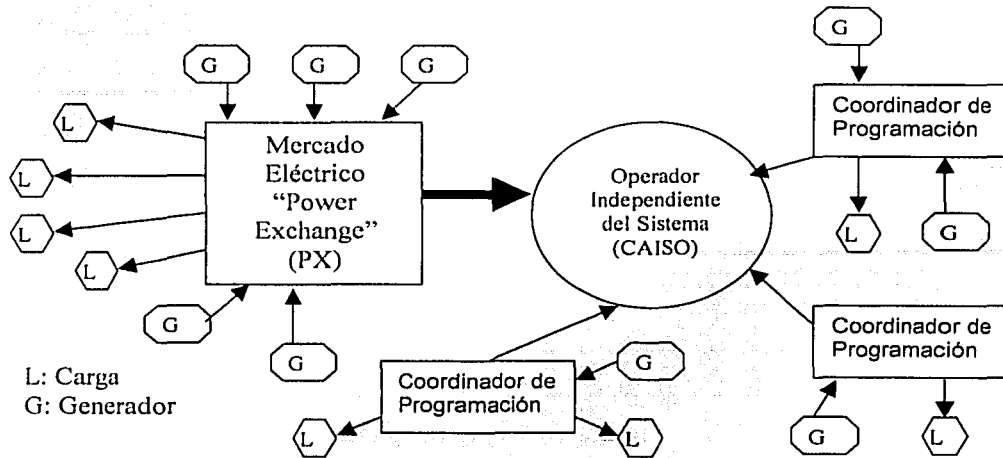 G
G
G
G
L
L
L
L
Mercado
Eléctrico
“Power
Exchange”
(PX)
G
G
Operador
Independiente
del Sistema
(CAISO)
Coordinador de
Programación
L
G
Coordinador de
Programación
G
L
Coordinador de
Programación
G
L
L
L: Carga
G: Generador